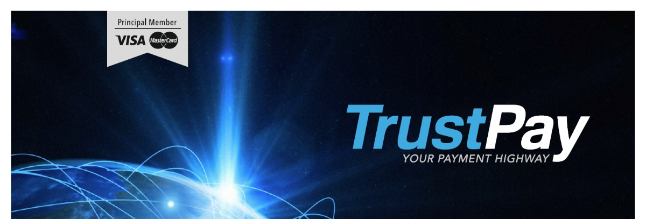 Principal Member
VISA MasterCard
TrustPay
YOUR PAYMENT HIGHWAY